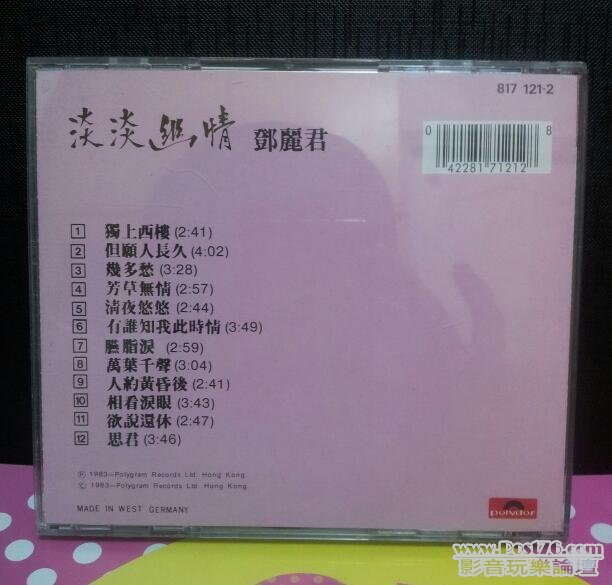 817 121-2
淡淡幽情 鄧麗君
0 42281 71212 8
1 獨上西樓 (2:41)
2 但願人長久 (4:02)
3 幾多愁 (3:28)
4 芳草無情 (2:57)
5 清夜悠悠 (2:44)
6 有誰知我此時情 (3:49)
7 臙脂淚 (2:59)
8 萬葉千聲 (3:04)
9 人約黃昏後 (2:41)
10 相看淚眼 (3:43)
11 欲說還休 (2:47)
12 思君 (3:46)
Ⓟ 1983—Polygram Records Ltd. Hong Kong.
© 1983—Polygram Records Ltd. Hong Kong.
MADE IN WEST GERMANY
polydor
www.Post76.com
影音玩樂論壇